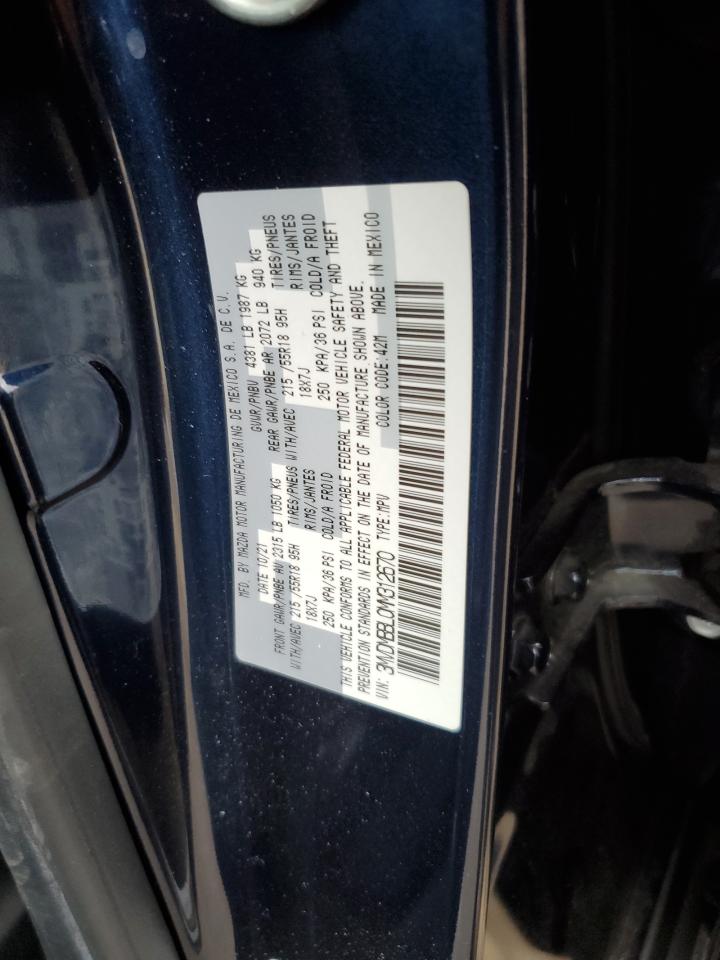 MFD. BY MAZDA MOTOR MANUFACTURING DE MEXICO S.A. DE C.V.
DATE 10/21 GVWR/PNBV 4381 LB 1987 KG
FRONT GAWR/PNBE AV 2315 LB 1050 KG REAR GAWR/PNBE AR 2072 LB 940 KG
WITH/AVEC 215 /55R18 95H TIRES/PNEUS WITH/AVEC 215 /55R18 95H TIRES/PNEUS
18X7J RIMS/JANTES 18X7J RIMS/JANTES
250 KPA/36 PSI COLD/A FROID 250 KPA/36 PSI COLD/A FROID
THIS VEHICLE CONFORMS TO ALL APPLICABLE FEDERAL MOTOR VEHICLE SAFETY AND THEFT
PREVENTION STANDARDS IN EFFECT ON THE DATE OF MANUFACTURE SHOWN ABOVE.
VIN: 3MVDMBBL0MM312670 TYPE:MPV COLOR CODE:42M MADE IN MEXICO